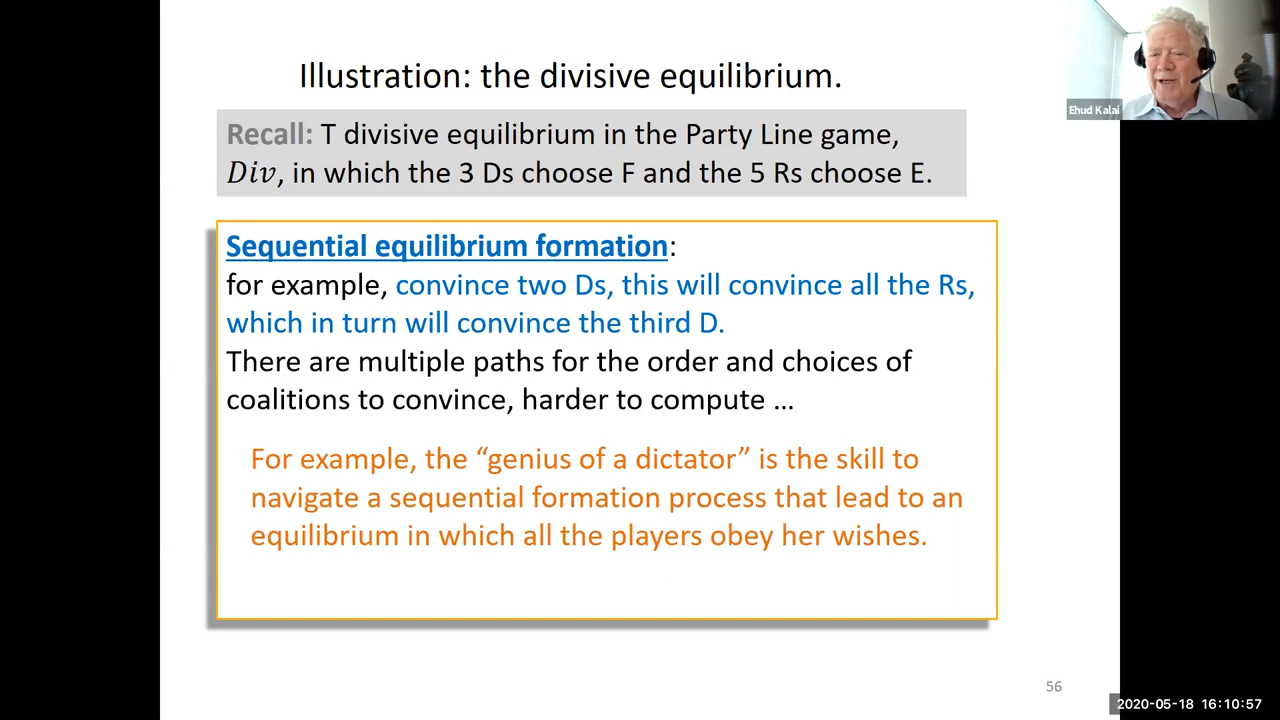 Illustration: the divisive equilibrium.
Recall: T divisive equilibrium in the Party Line game,
Div, in which the 3 Ds choose F and the 5 Rs choose E.
Sequential equilibrium formation:
for example, convince two Ds, this will convince all the Rs,
which in turn will convince the third D.
There are multiple paths for the order and choices of
coalitions to convince, harder to compute …
For example, the “genius of a dictator” is the skill to
navigate a sequential formation process that lead to an
equilibrium in which all the players obey her wishes.
56
Ehud Kalai
2020-05-18 16:10:57